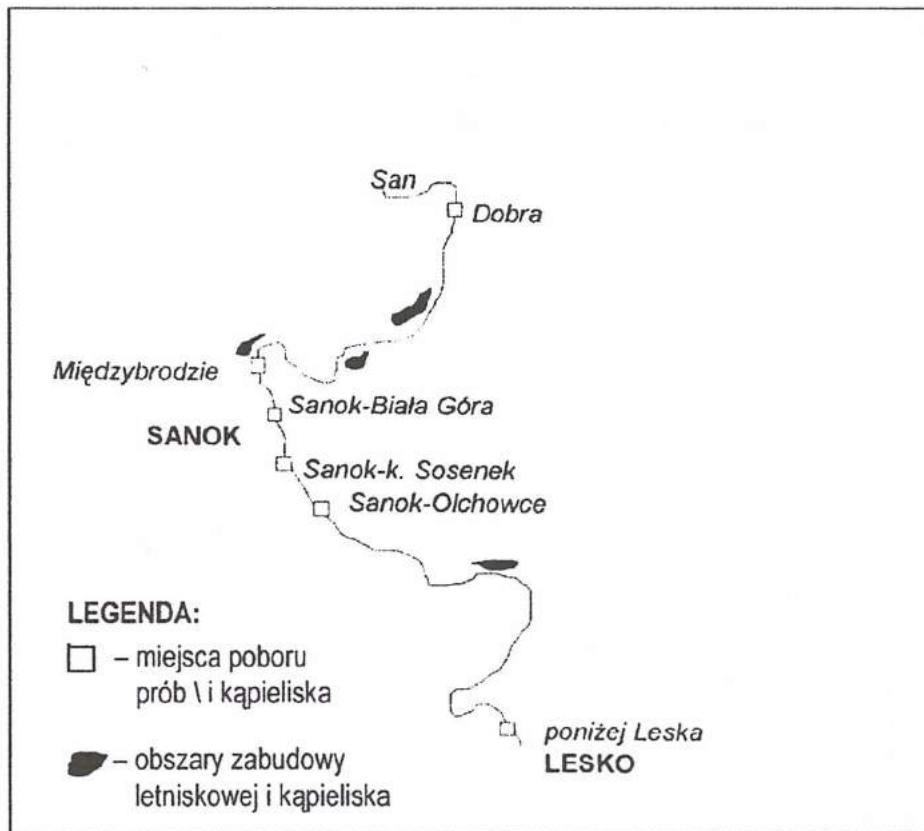 San
Dobra
Międzybrodzie
Sanok-Biała Góra
SANOK
Sanok-k. Sosenek
Sanok-Olchowce
LEGENDA:
– miejsca poboru
prób \ i kąpieliska
poniżej Leska
LESKO
– obszary zabudowy
letniskowej i kąpieliska